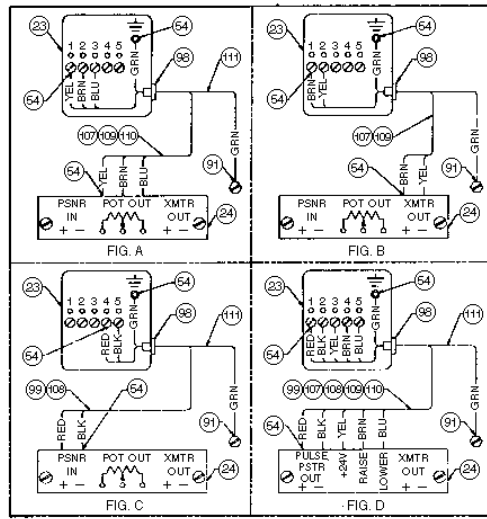 23
1 2 3 4 5
54
GRN
98
111
54
YEL
BRN
BLU
107 109 110
GRN
54
YEL
BRN
BLU
91
PSNR IN
POT OUT
XMTR OUT
+ -
+ -
24
FIG. A
23
1 2 3 4 5
54
GRN
98
111
54
BRN
YEL
107 109
GRN
54
BRN
YEL
91
PSNR IN
POT OUT
XMTR OUT
+ -
+ -
24
FIG. B
23
1 2 3 4 5
54
GRN
98
111
54
RED
BLK
99 108
54
GRN
RED
BLK
91
PSNR IN
POT OUT
XMTR OUT
+ -
+ -
24
FIG. C
23
1 2 3 4 5
54
GRN
98
111
54
RED
BLK
YEL
BRN
BLU
99 107 108 109 110
GRN
54
RED
BLK
YEL
BRN
BLU
91
PULSE PSTR OUT
+ -
+24V
RAISE
LOWER
XMTR OUT
+ -
24
FIG. D